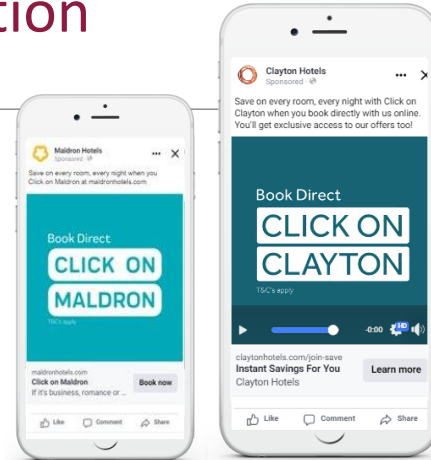 tion
Maldron Hotels
Sponsored
Save on every room, every night when you
Click on Maldron at maldronhotels.com
Book Direct
CLICK ON
MALDRON
T&C's apply
maldronhotels.com
Click on Maldron
If it's business, romance or ...
Book now
Like Comment Share
Clayton Hotels
Sponsored
Save on every room, every night with Click on
Clayton when you book directly with us online.
You'll get exclusive access to our offers too!
Book Direct
CLICK ON
CLAYTON
T&C's apply
-0:00 HD
claytonhotels.com/join-save
Instant Savings For You
Clayton Hotels
Learn more
Like Comment Share